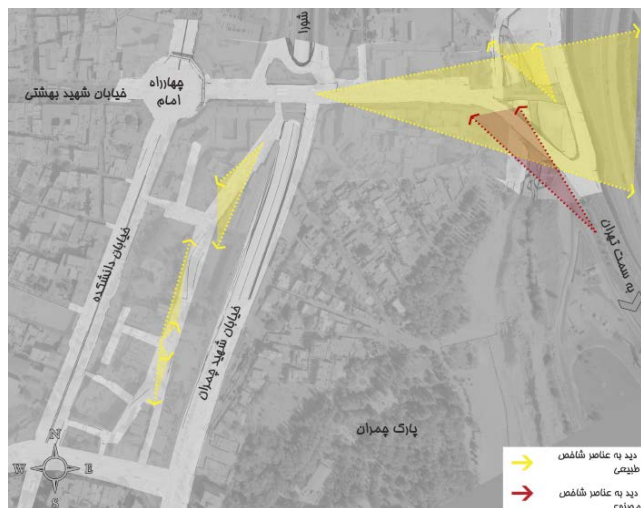 شورا
چهارراه
امام
خیابان شهید بهشتی
خیابان دانشکده
خیابان شهید چمران
به سمت تهران
پارک چمران
N
W
E
S
دید به عناصر شاخص
طبیعی
دید به عناصر شاخص
مصنوع